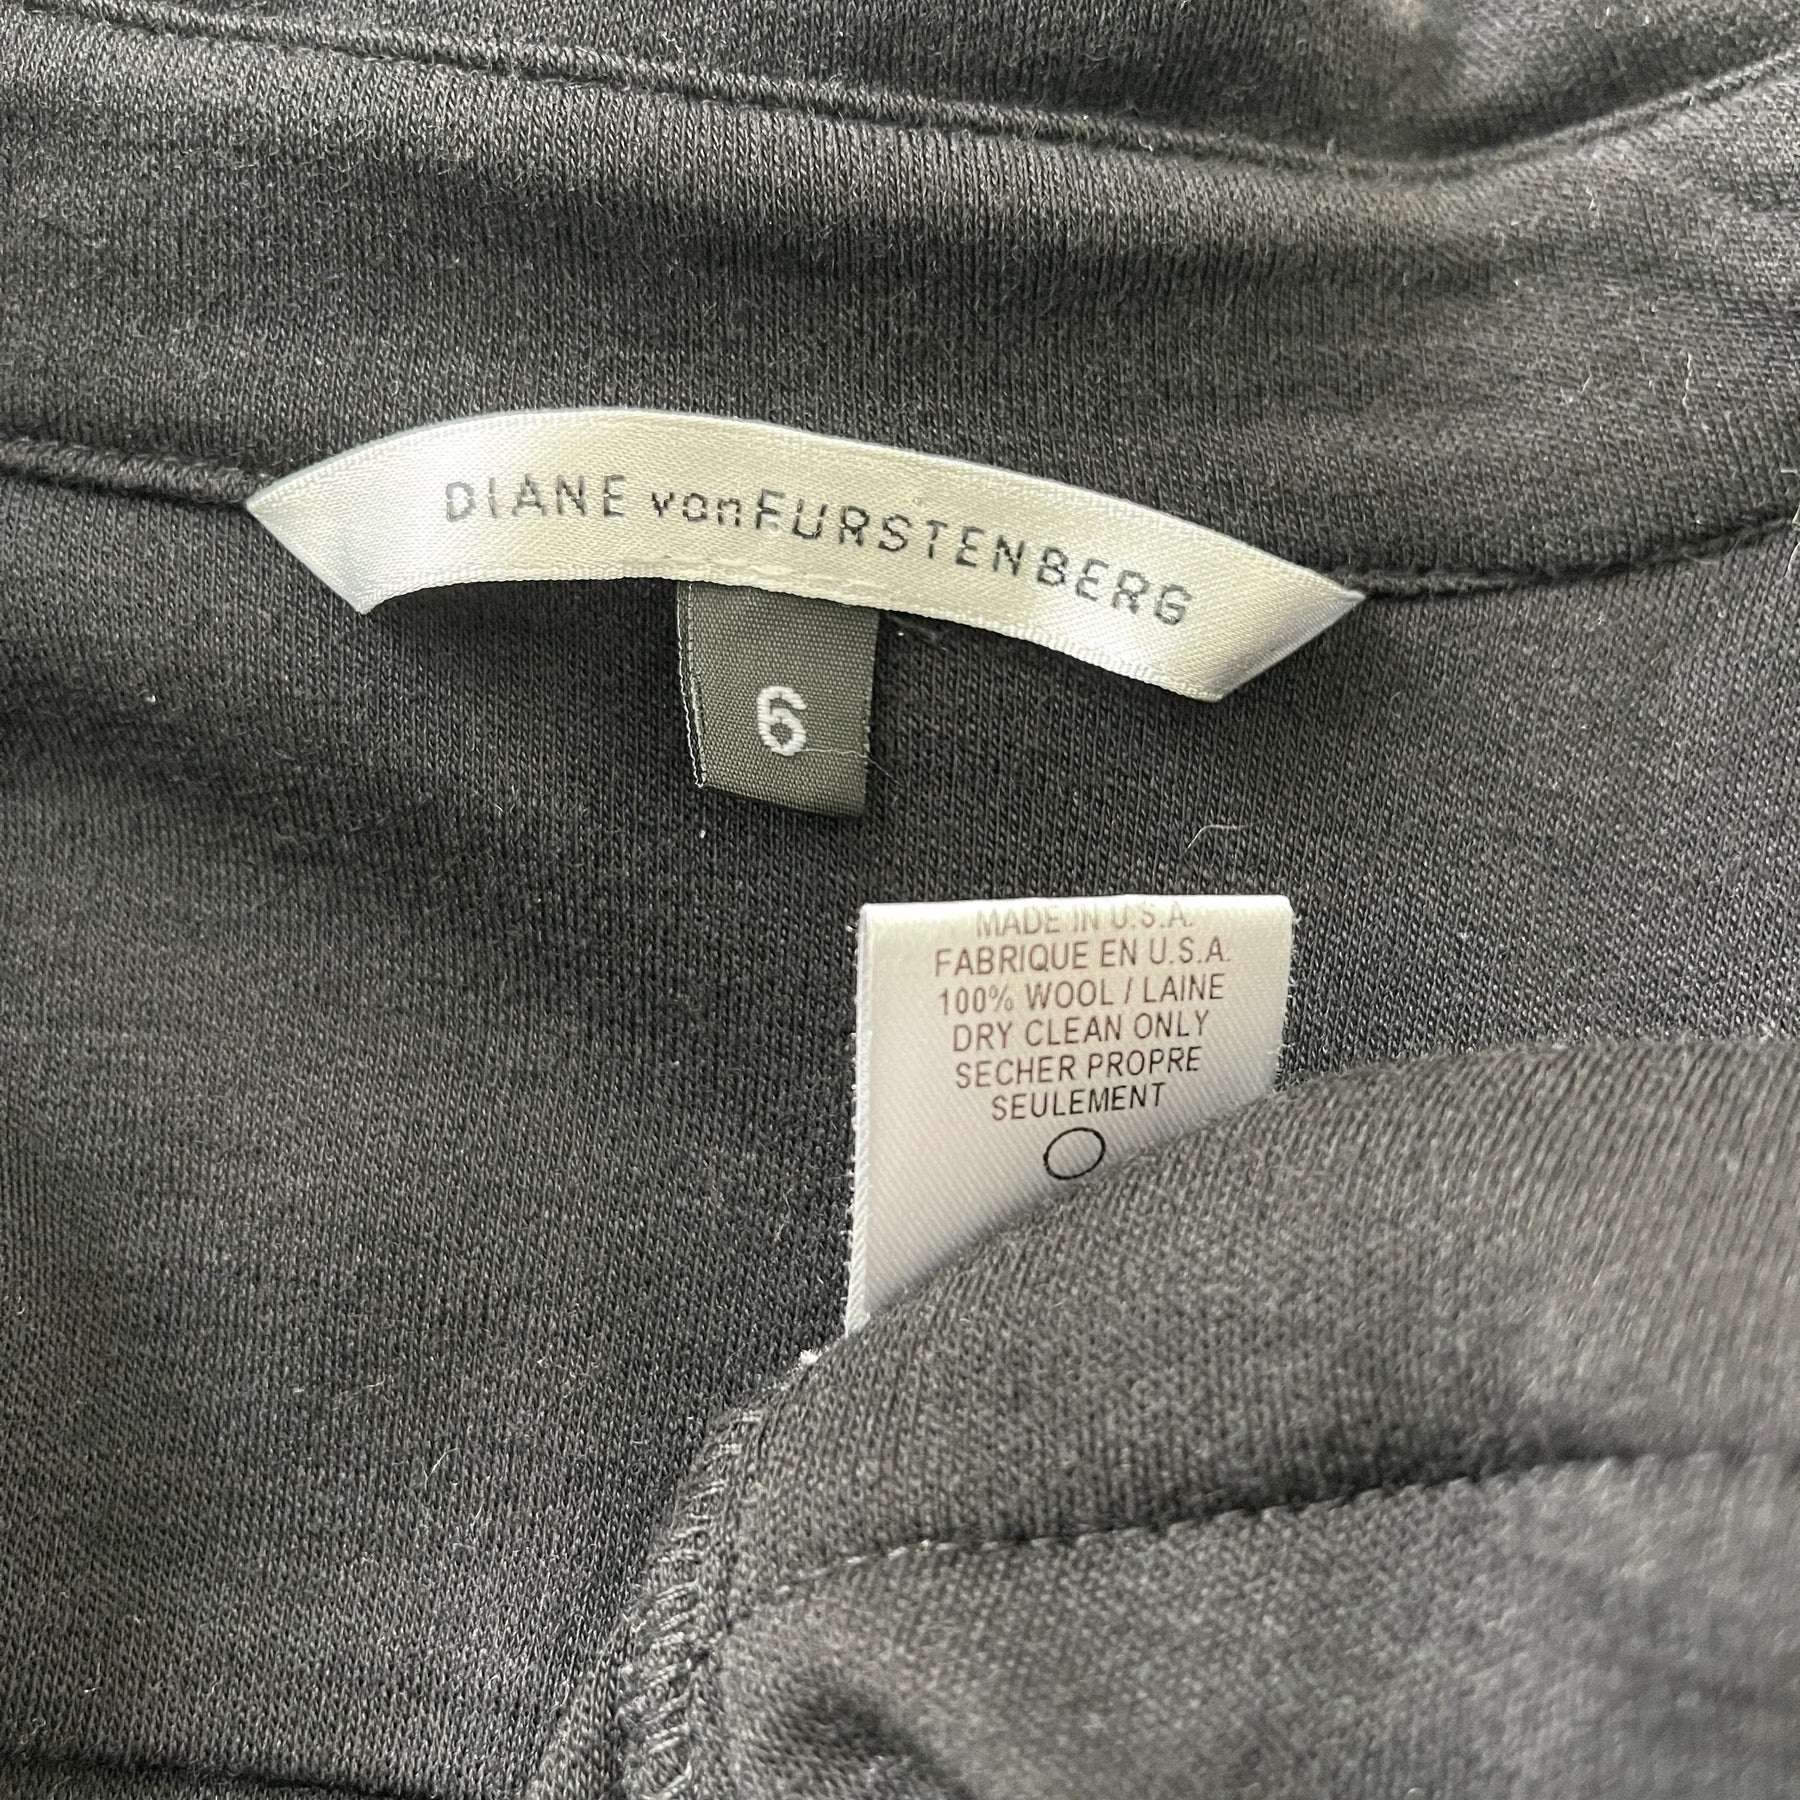 DIANE von FURSTENBERG
6
MADE IN U.S.A.
FABRIQUE EN U.S.A.
100% WOOL / LAINE
DRY CLEAN ONLY
SECHER PROPRE
SEULEMENT